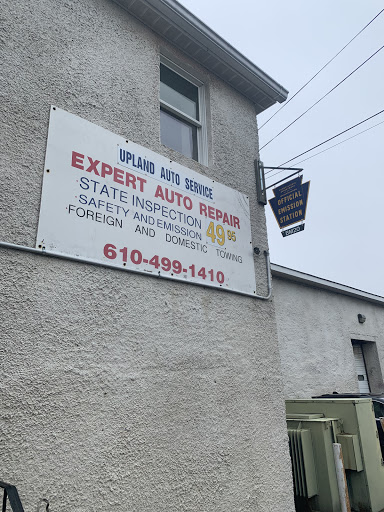 UPLAND AUTO SERVICE
EXPERT AUTO REPAIR
STATE INSPECTION
SAFETY AND EMISSION 49 95
·FOREIGN AND DOMESTIC TOWING
610-499-1410
OFFICIAL
EMISSION
STATION